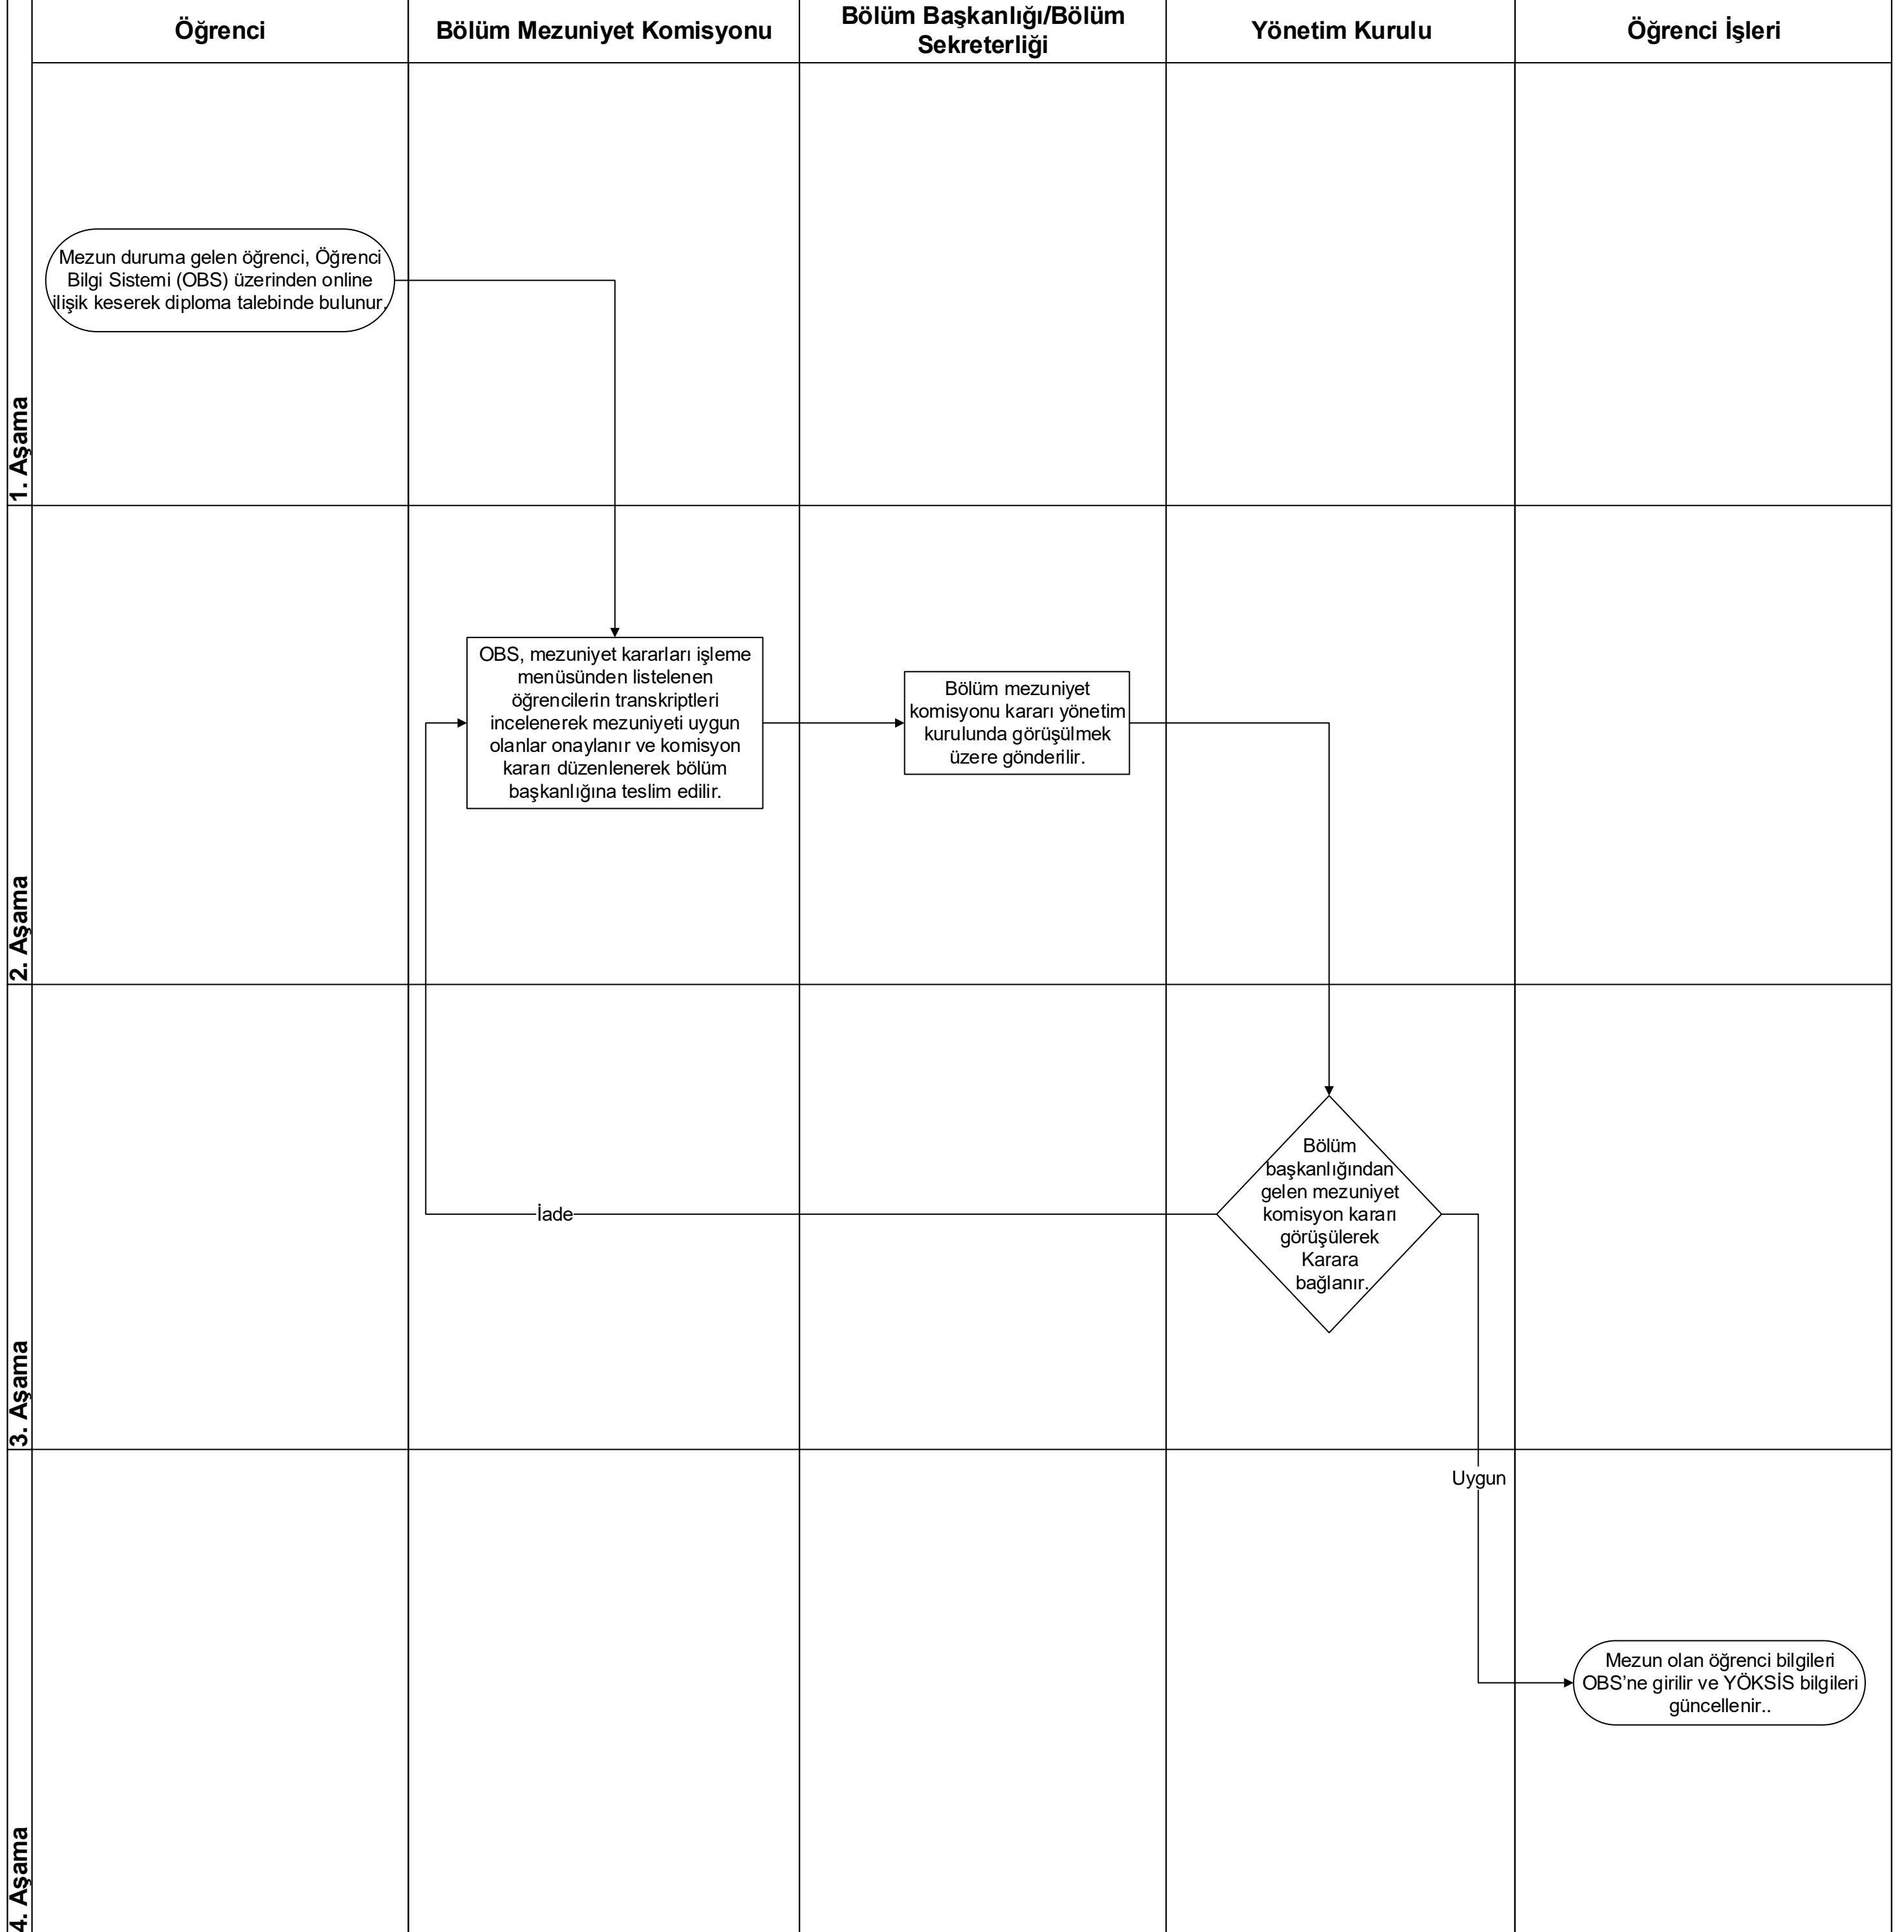 Öğrenci
Bölüm Mezuniyet Komisyonu
Bölüm Başkanlığı/Bölüm
Sekreterliği
Yönetim Kurulu
Öğrenci İşleri
1. Aşama
Mezun duruma gelen öğrenci, Öğrenci
Bilgi Sistemi (OBS) üzerinden online
ilişik keserek diploma talebinde bulunur.
2. Aşama
OBS, mezuniyet kararları işleme
menüsünden listelenen
öğrencilerin transkriptleri
incelenerek mezuniyeti uygun
olanlar onaylanır ve komisyon
kararı düzenlenerek bölüm
başkanlığına teslim edilir.
Bölüm mezuniyet
komisyonu kararı yönetim
kurulunda görüşülmek
üzere gönderilir.
3. Aşama
Bölüm
başkanlığından
gelen mezuniyet
komisyon kararı
görüşülerek
Karara
bağlanır.
İade
4. Aşama
Uygun
Mezun olan öğrenci bilgileri
OBS’ne girilir ve YÖKSİS bilgileri
güncellenir..